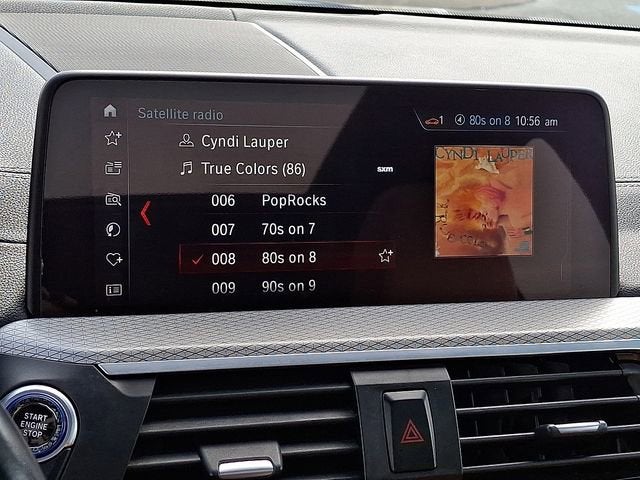 Satellite radio
1 80s on 8 10:56 am
Cyndi Lauper
True Colors (86)
sxm
006 PopRocks
007 70s on 7
008 80s on 8
009 90s on 9
CYNDI LAUPER
START
ENGINE
STOP